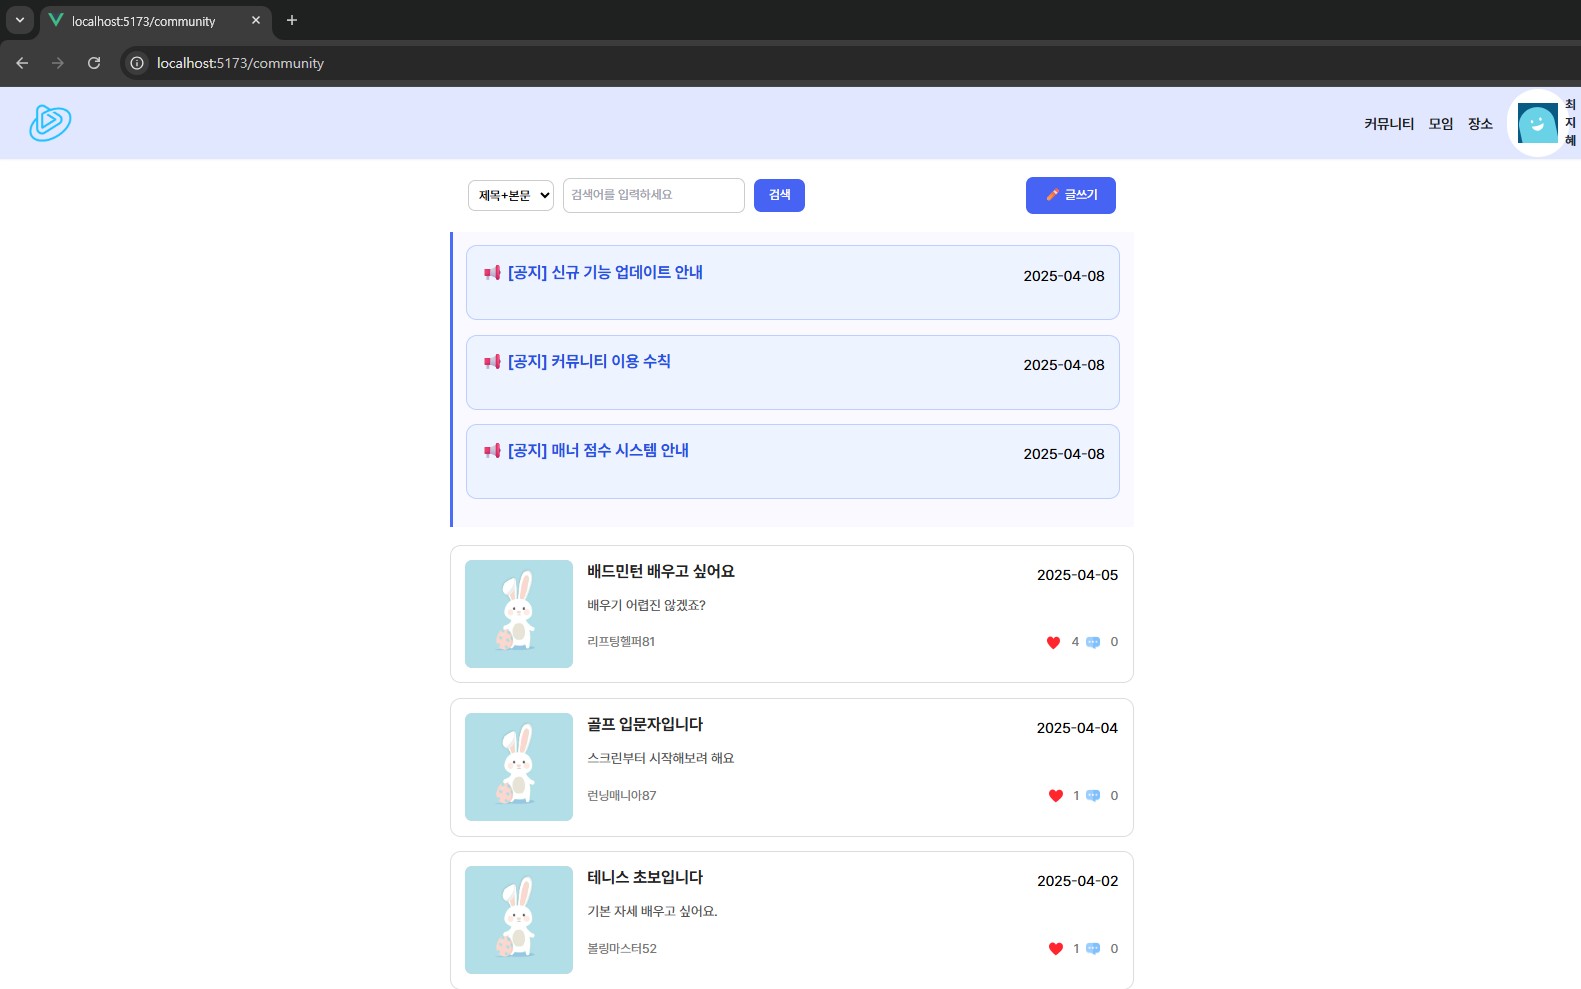 localhost:5173/community
localhost:5173/community
커뮤니티 모임 장소
최
지
혜
제목+본문 검색어를 입력하세요 검색 글쓰기
[공지] 신규 기능 업데이트 안내 2025-04-08
[공지] 커뮤니티 이용 수칙 2025-04-08
[공지] 매너 점수 시스템 안내 2025-04-08
배드민턴 배우고 싶어요 2025-04-05
배우기 어렵진 않겠죠?
리프팅헬퍼81 4 0
골프 입문자입니다 2025-04-04
스크린부터 시작해보려 해요
런닝매니아87 1 0
테니스 초보입니다 2025-04-02
기본 자세 배우고 싶어요.
볼링마스터52 1 0